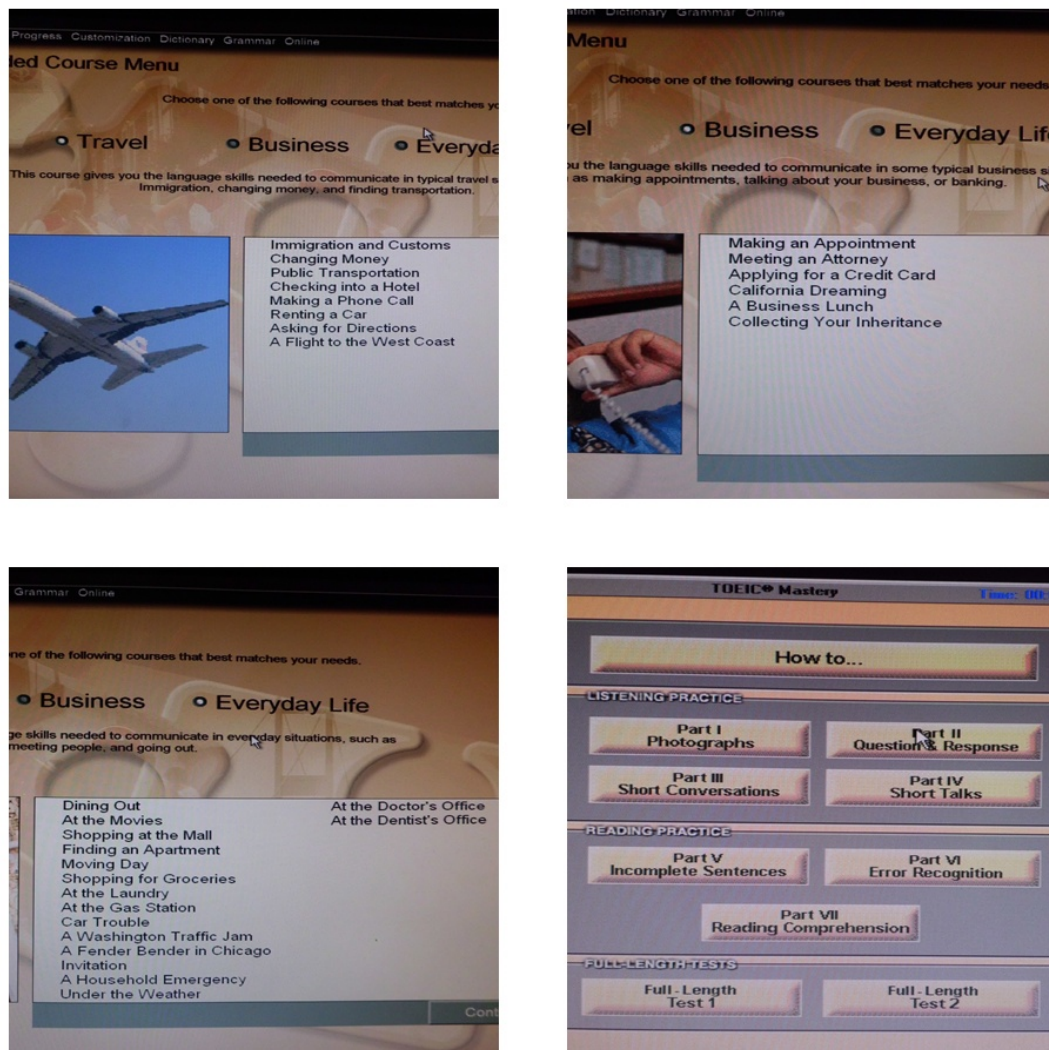 Progress Customization Dictionary Grammar Online
Course Menu
Choose one of the following courses that best matches
Travel
Business
This course gives you the language skills needed to communicate in typical travel
Immigration, changing money, and finding transportation.
Immigration and Customs
Changing Money
Public Transportation
Checking into a Hotel
Making a Phone Call
Renting a Car
Asking for Directions
A Flight to the West Coast
Dictionary Grammar Online
Menu
Choose one of the following courses that best matches your needs
Business
Everyday
the language skills needed to communicate in some typical business
as making appointments, talking about your business, or banking.
Making an Appointment
Meeting an Attorney
Applying for a Credit Card
California Dreaming
A Business Lunch
Collecting Your Inheritance
Grammar Online
of the following courses that best matches your needs.
Business
Everyday Life
skills needed to communicate in everyday situations, such as
meeting people, and going out.
Dining Out
At the Movies
Shopping at the Mall
Finding an Apartment
Moving Day
Shopping for Groceries
At the Laundry
At the Gas Station
Car Trouble
A Washington Traffic Jam
A Fender Bender in Chicago
Invitation
A Household Emergency
Under the Weather
At the Doctor's Office
At the Dentist's Office
TOEIC® Mastery
Time:
How to...
LISTENING PRACTICE
Part I
Photographs
Part II
Question & Response
Part III
Short Conversations
Part IV
Short Talks
READING PRACTICE
Part V
Incomplete Sentences
Part VI
Error Recognition
Part VII
Reading Comprehension
FULL-LENGTH TESTS
Full-Length
Test 1
Full-Length
Test 2